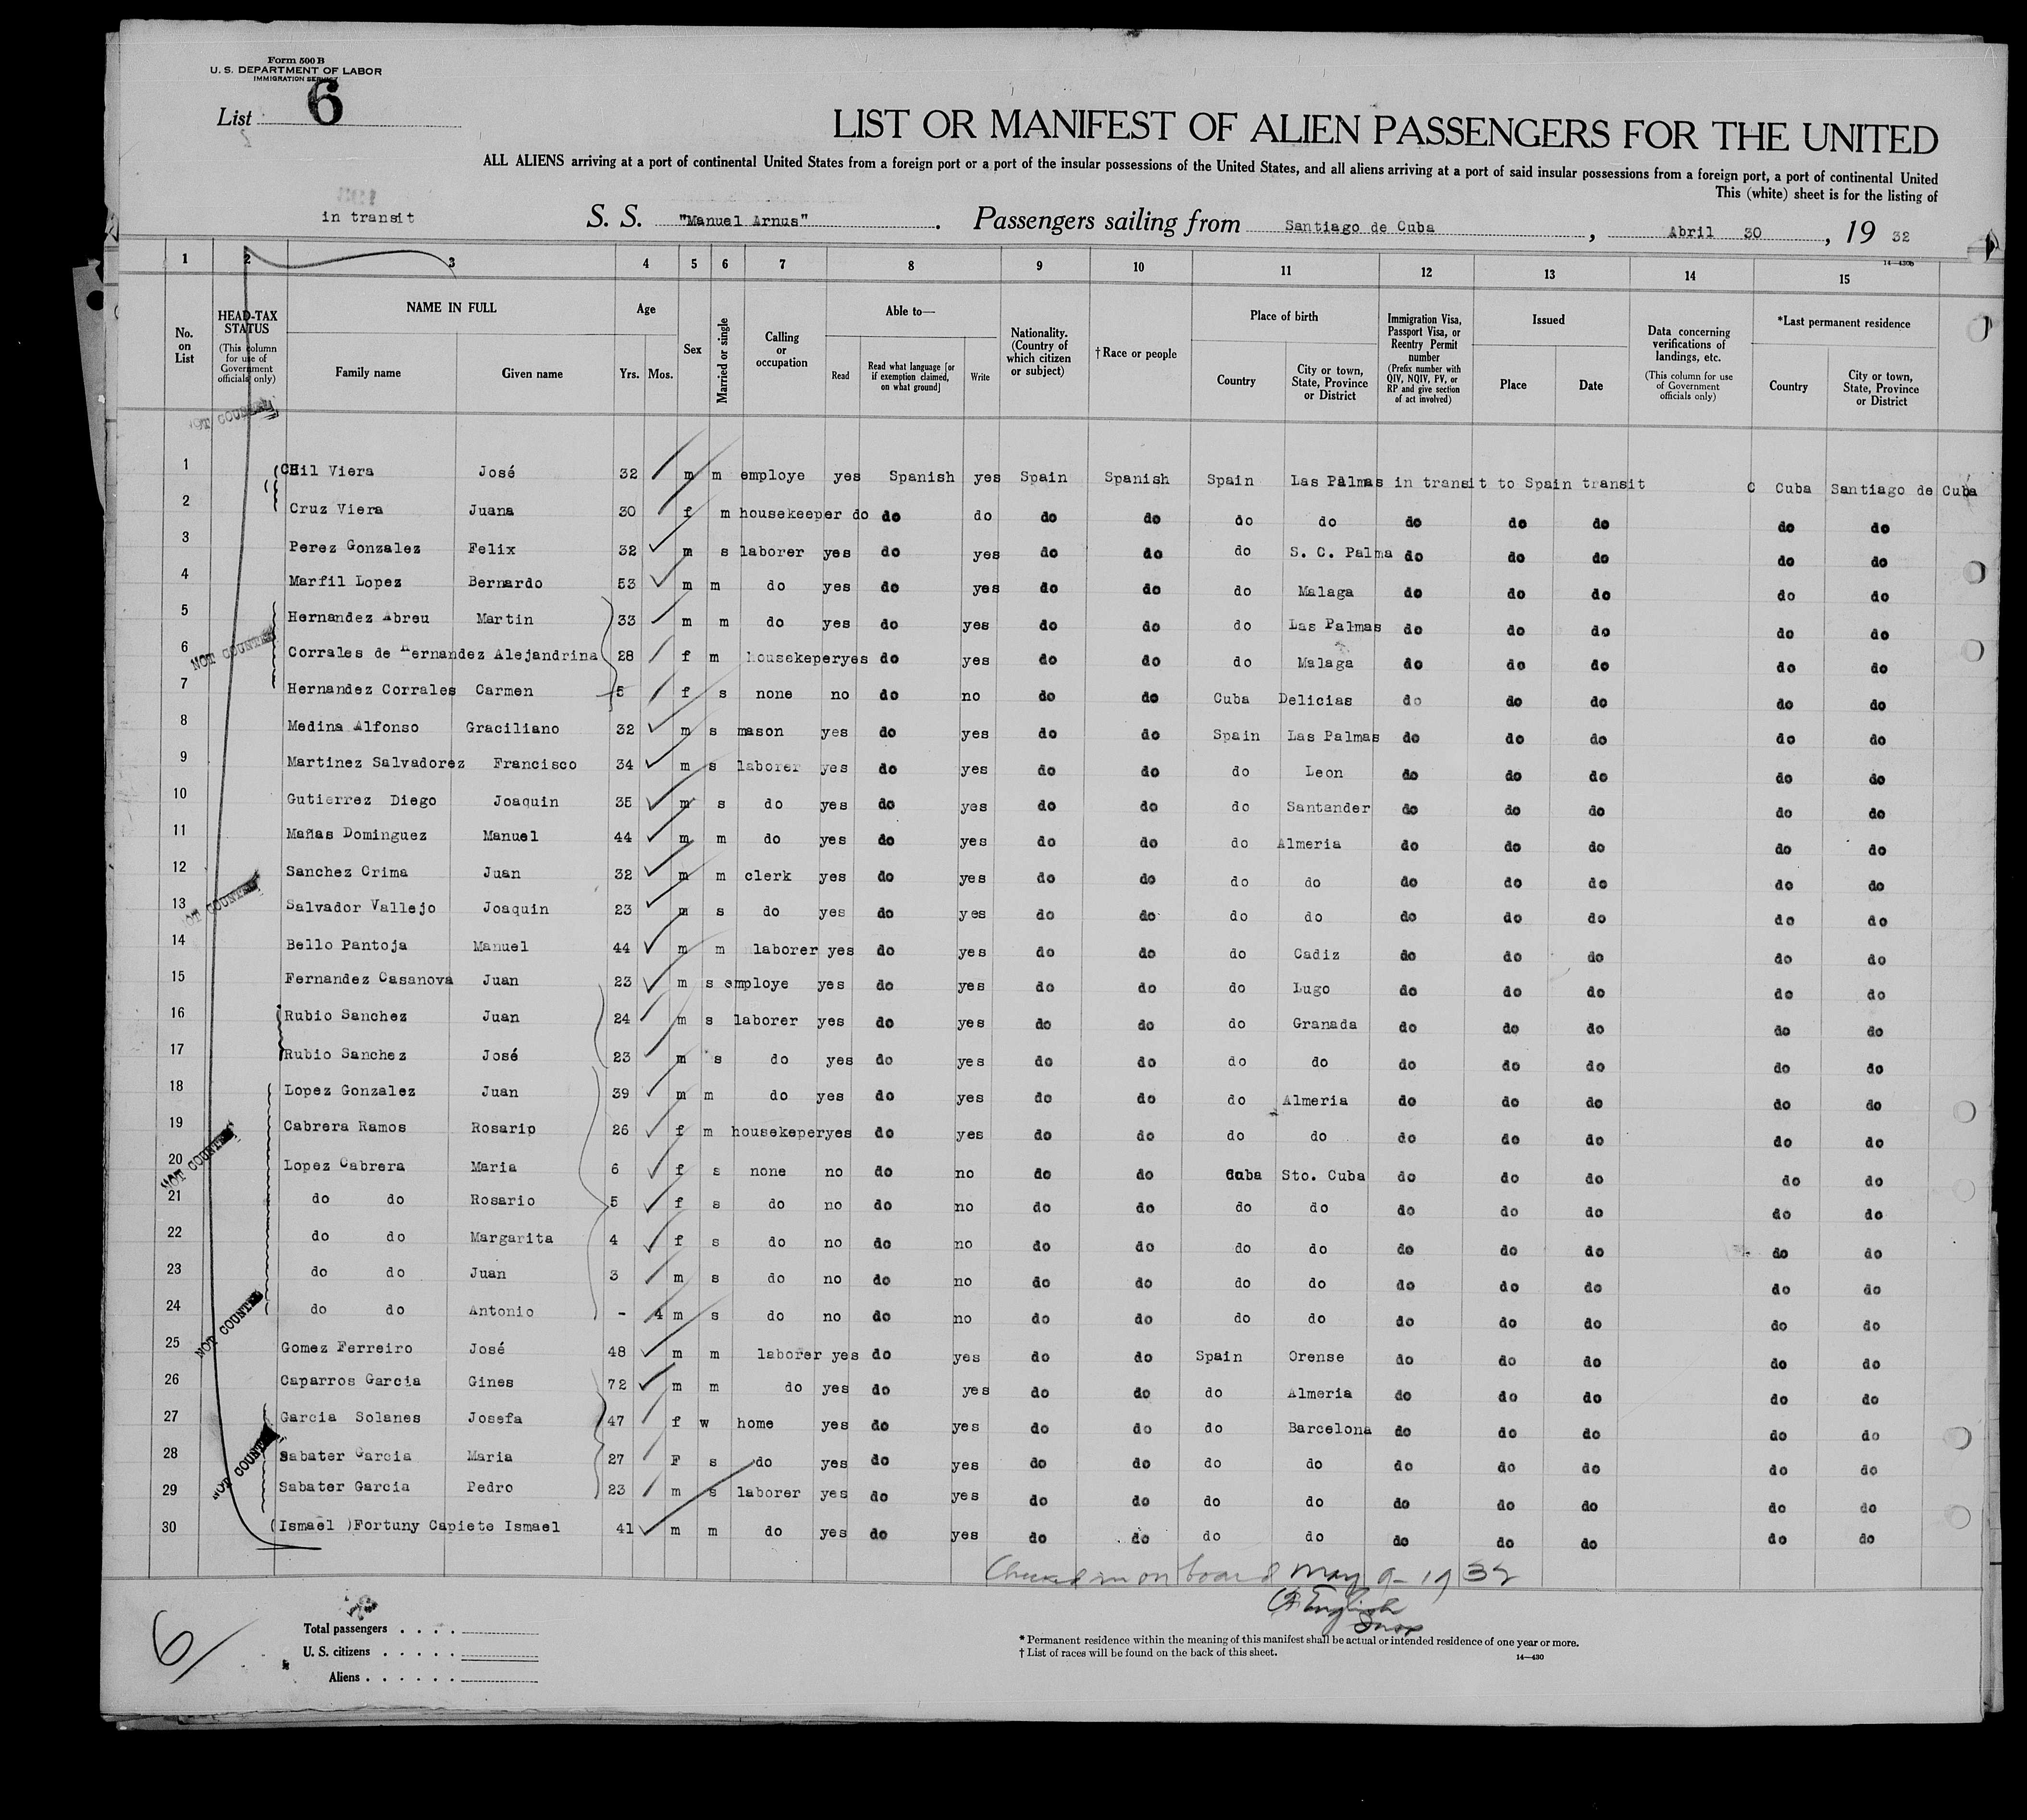 Form 500 B
U. S. DEPARTMENT OF LABOR
IMMIGRATION SERVICE
List 6
LIST OR MANIFEST OF ALIEN PASSENGERS FOR THE UNITED
ALL ALIENS arriving at a port of continental United States from a foreign port or a port of the insular possessions of the United States, and all aliens arriving at a port of said insular possessions from a foreign port, a port of continental United
This (white) sheet is for the listing of
in transit S. S. "Manuel Arnus". Passengers sailing from Santiago de Cuba, Abril 30, 19 32
14—430b
1 2 3 4 5 6 7 8 9 10 11 12 13 14 15
No. on List
HEAD-TAX STATUS (This column for use of Government officials only)
NAME IN FULL
Family name Given name
Age
Yrs. Mos.
Sex
Married or single
Calling or occupation
Able to—
Read Read what language [or if exemption claimed, on what ground] Write
Nationality. (Country of which citizen or subject)
† Race or people
Place of birth
Country City or town, State, Province or District
Immigration Visa, Passport Visa, or Reentry Permit number (Prefix number with QIV, NQIV, PV, or RP and give section of act involved)
Issued
Place Date
Data concerning verifications of landings, etc. (This column for use of Government officials only)
*Last permanent residence
Country City or town, State, Province or District
NOT COUNTED
1 Hil Viera José 32 m m employe yes Spanish yes Spain Spanish Spain Las Palmas in transit to Spain transit C Cuba Santiago de Cuba
2 Cruz Viera Juana 30 f m housekeeper do do do do do do do do do do do do
3 Perez Gonzalez Felix 32 m s laborer yes do yes do do do S. C. Palma do do do do do
4 Marfil Lopez Bernardo 53 m m do yes do yes do do do Malaga do do do do do
5 Hernandez Abreu Martin 33 m m do yes do yes do do do Las Palmas do do do do do
NOT COUNTED
6 Corrales de Hernandez Alejandrina 28 f m housekeper yes do yes do do do Malaga do do do do do
7 Hernandez Corrales Carmen 5 f s none no do no do do Cuba Delicias do do do do do
8 Medina Alfonso Graciliano 32 m s mason yes do yes do do Spain Las Palmas do do do do do
9 Martinez Salvadorez Francisco 34 m s laborer yes do yes do do do Leon do do do do do
10 Gutierrez Diego Joaquin 35 m s do yes do yes do do do Santander do do do do do
11 Mañas Dominguez Manuel 44 m m do yes do yes do do do Almeria do do do do do
12 Sanchez Crima Juan 32 m m clerk yes do yes do do do do do do do do do
NOT COUNTED
13 Salvador Vallejo Joaquin 23 m s do yes do yes do do do do do do do do do
14 Bello Pantoja Manuel 44 m m laborer yes do yes do do do Cadiz do do do do do
15 Fernandez Casanova Juan 23 m s employe yes do yes do do do Lugo do do do do do
16 Rubio Sanchez Juan 24 m s laborer yes do yes do do do Granada do do do do do
17 Rubio Sanchez José 23 m s do yes do yes do do do do do do do do do
18 Lopez Gonzalez Juan 39 m m do yes do yes do do do Almeria do do do do do
19 Cabrera Ramos Rosario 26 f m housekeper yes do yes do do do do do do do do do
NOT COUNTED
20 Lopez Cabrera Maria 6 f s none no do no do do Cuba Sto. Cuba do do do do do
21 do do Rosario 5 f s do no do no do do do do do do do do do
22 do do Margarita 4 f s do no do no do do do do do do do do do
23 do do Juan 3 m s do no do no do do do do do do do do do
24 do do Antonio - 4 m s do no do no do do do do do do do do do
NOT COUNTED
25 Gomez Ferreiro José 48 m m laborer yes do yes do do Spain Orense do do do do do
26 Caparros Garcia Gines 72 m m do yes do yes do do do Almeria do do do do do
27 Garcia Solanes Josefa 47 f w home yes do yes do do do Barcelona do do do do do
28 Sabater Garcia Maria 27 F s do yes do yes do do do do do do do do do
NOT COUNTED
29 Sabater Garcia Pedro 23 m s laborer yes do yes do do do do do do do do do
30 (Ismael )Fortuny Capiete Ismael 41 m m do yes do yes do do do do do do do do do
Checked in on board May 9- 1932
English
Insp
6
Total passengers . . . .
U. S. citizens . . . . .
Aliens . . . . . .
* Permanent residence within the meaning of this manifest shall be actual or intended residence of one year or more.
† List of races will be found on the back of this sheet.
14—430